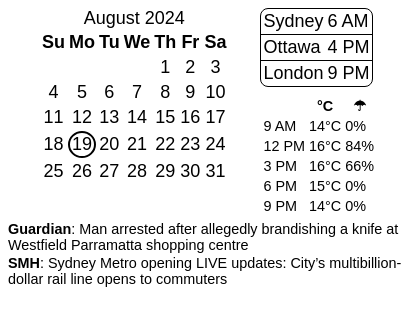 August 2024
Su Mo Tu We Th Fr Sa
1 2 3
4 5 6 7 8 9 10
11 12 13 14 15 16 17
18 19 20 21 22 23 24
25 26 27 28 29 30 31
Sydney 6 AM
Ottawa 4 PM
London 9 PM
°C ☂
9 AM 14°C 0%
12 PM 16°C 84%
3 PM 16°C 66%
6 PM 15°C 0%
9 PM 14°C 0%
Guardian: Man arrested after allegedly brandishing a knife at
Westfield Parramatta shopping centre
SMH: Sydney Metro opening LIVE updates: City’s multibillion-
dollar rail line opens to commuters